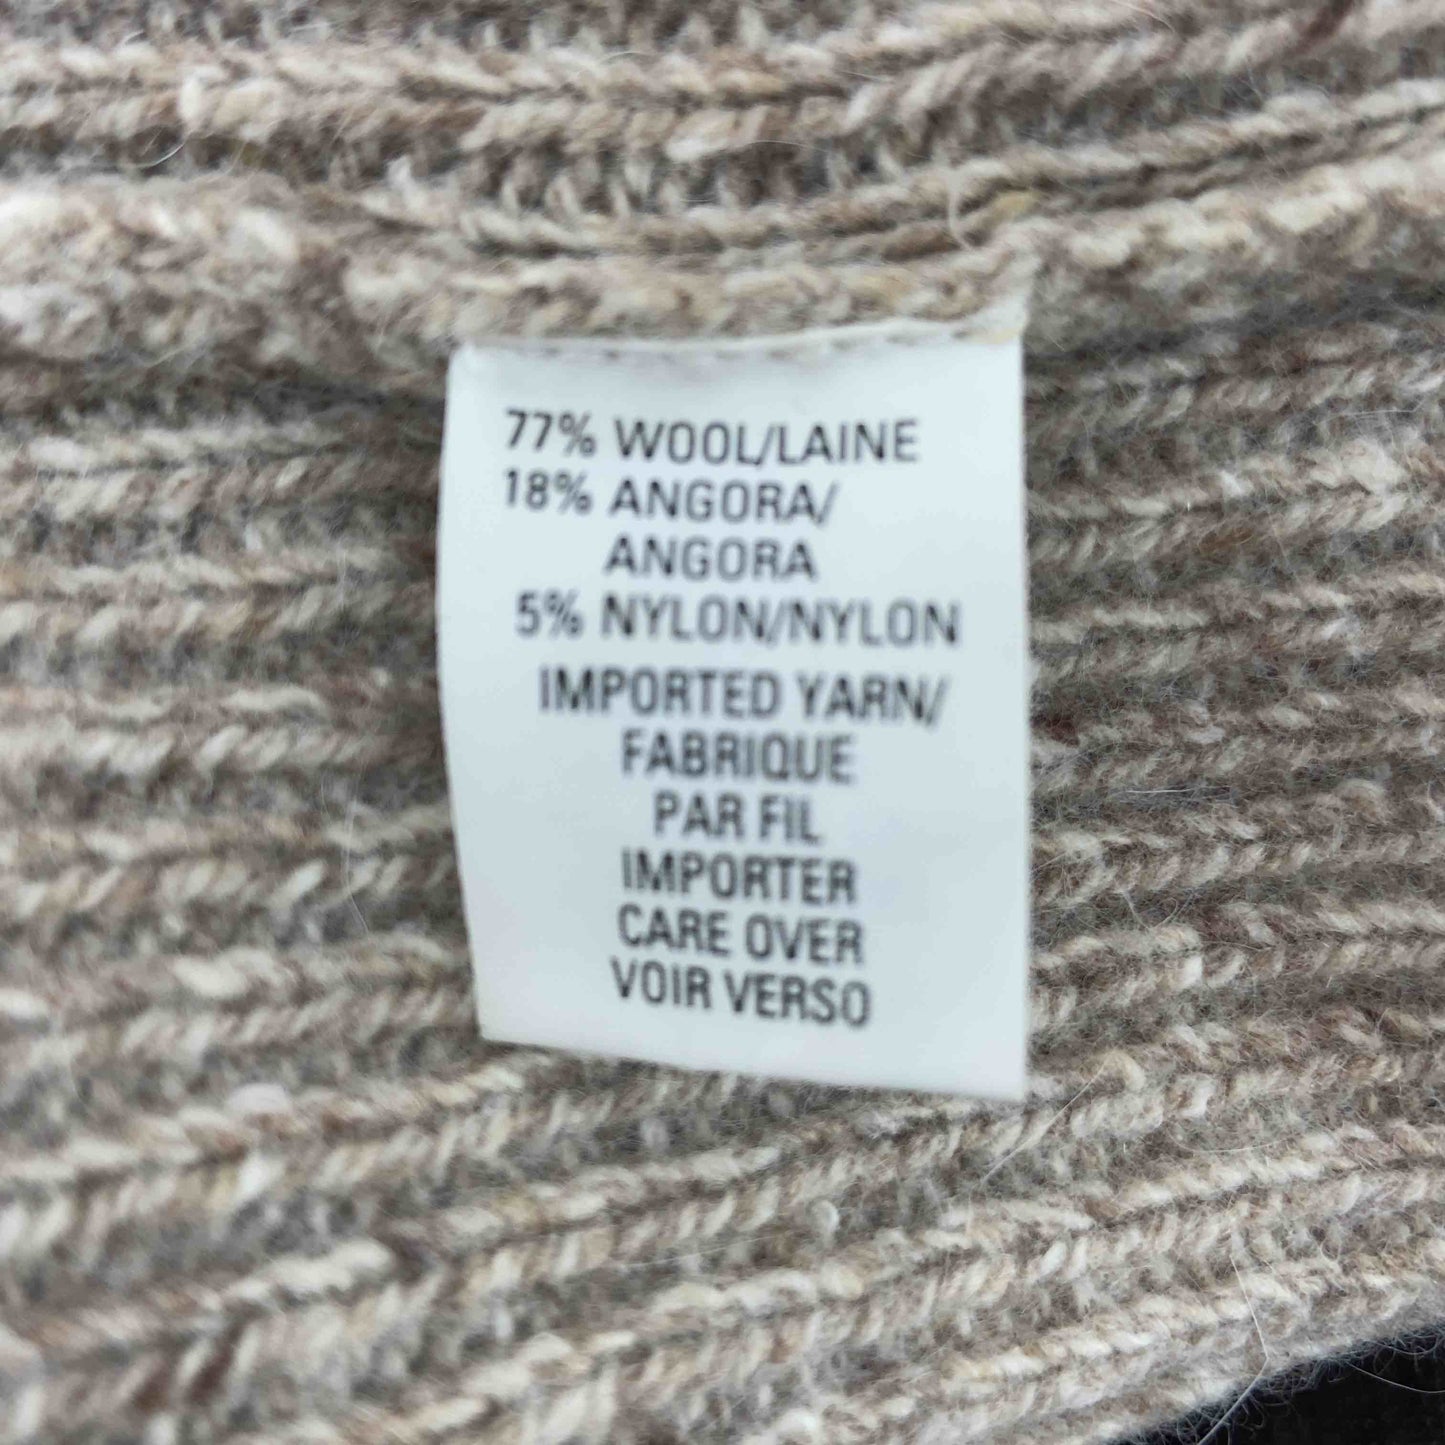 77% WOOL/LAINE
18% ANGORA/
ANGORA
5% NYLON/NYLON
IMPORTED YARN/
FABRIQUE
PAR FIL
IMPORTER
CARE OVER
VOIR VERSO